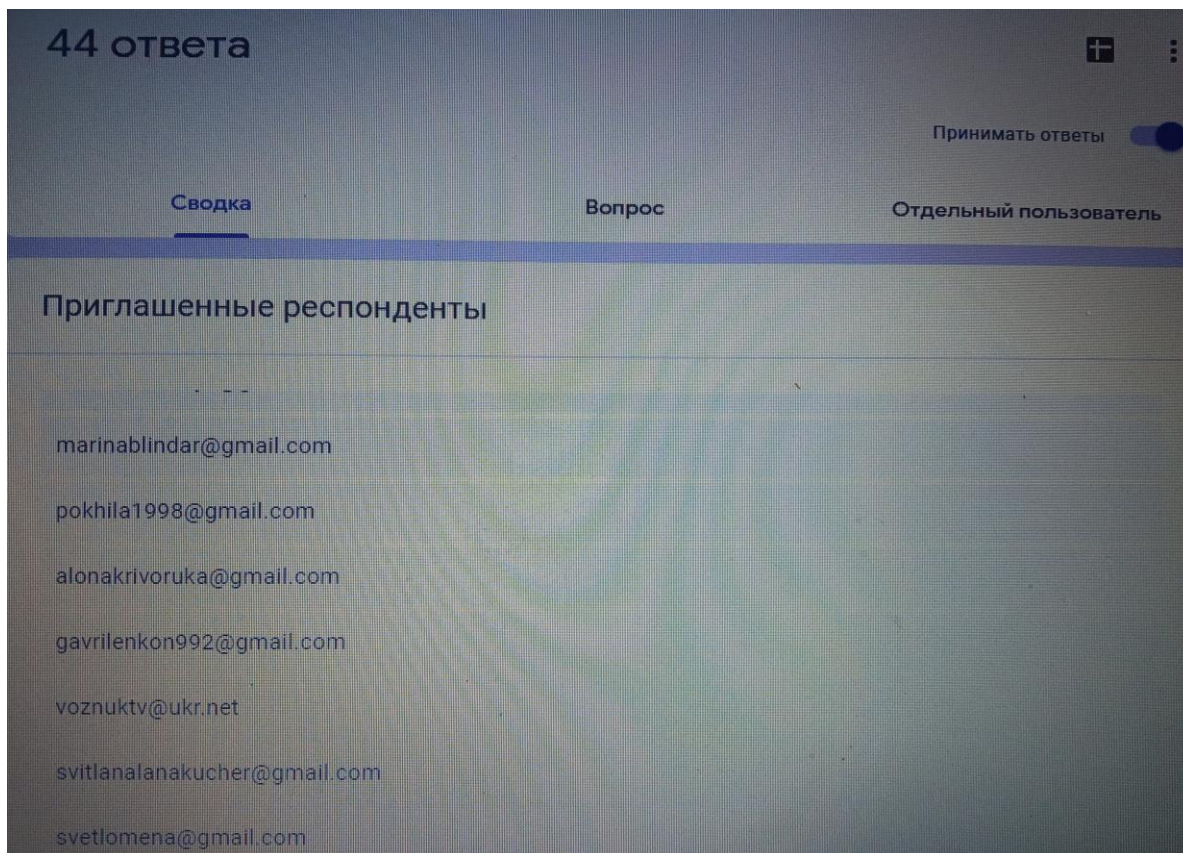 44 ответа
Принимать ответы
Сводка Вопрос Отдельный пользователь
Приглашенные респонденты
marinablindar@gmail.com
pokhila1998@gmail.com
alonakrivoruka@gmail.com
gavrilenkon992@gmail.com
voznuktv@ukr.net
svitlanalanakucher@gmail.com
svetlomena@gmail.com